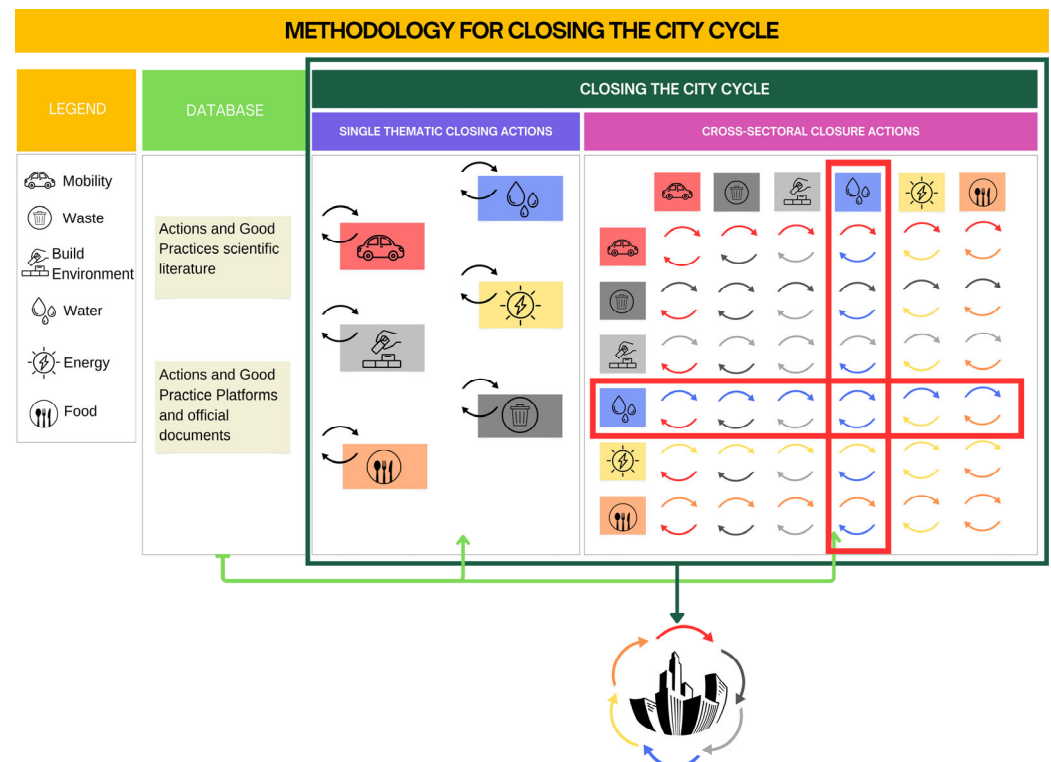 METHODOLOGY FOR CLOSING THE CITY CYCLE
LEGEND
DATABASE
CLOSING THE CITY CYCLE
SINGLE THEMATIC CLOSING ACTIONS
CROSS-SECTORAL CLOSURE ACTIONS
Mobility
Waste
Build
Environment
Water
Energy
Food
Actions and Good
Practices scientific
literature
Actions and Good
Practice Platforms
and official
documents